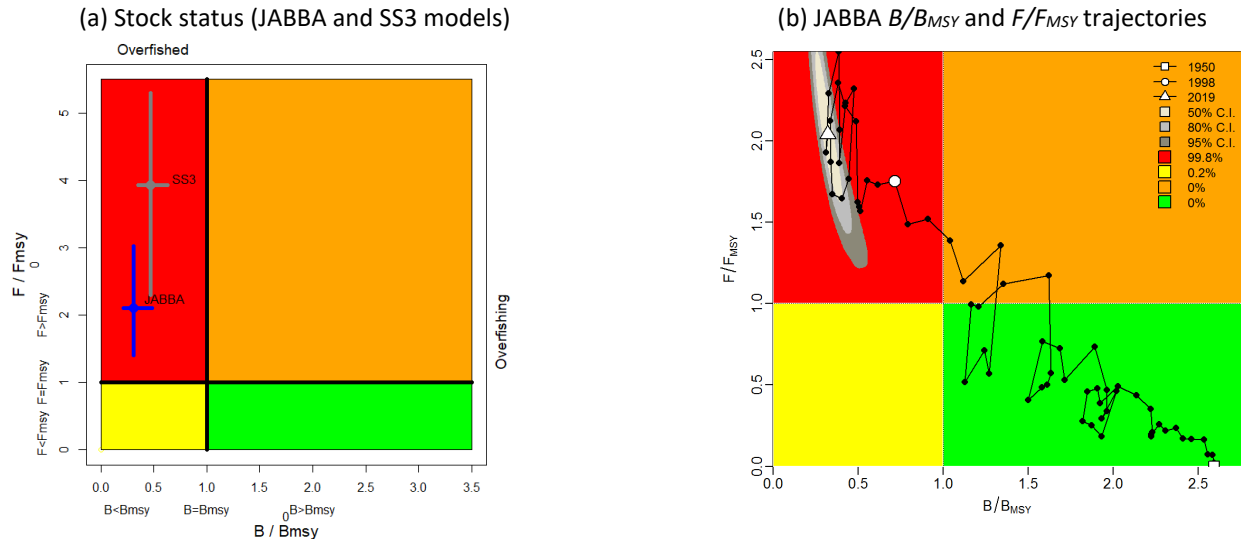 (a) Stock status (JABBA and SS3 models)
Overfished
F / Fmsy
0
F<Fmsy F=Fmsy F>Fmsy
5
4
3
2
1
0
SS3
JABBA
Overfishing
0.0 0.5 1.0 1.5 2.0 2.5 3.0 3.5
B<Bmsy B=Bmsy 0 B>Bmsy
B / Bmsy
(b) JABBA B/BMSY and F/FMSY trajectories
F/FMSY
2.5
2.0
1.5
1.0
0.5
0.0
1950
1998
2019
50% C.I.
80% C.I.
95% C.I.
99.8%
0.2%
0%
0%
0.0 0.5 1.0 1.5 2.0 2.5
B/BMSY